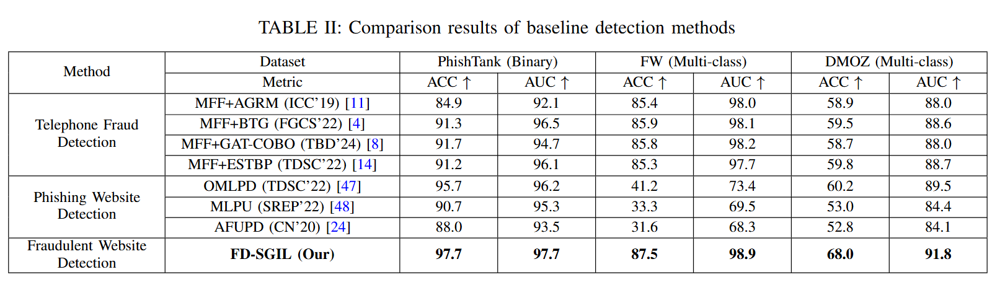 TABLE II: Comparison results of baseline detection methods
Method Dataset PhishTank (Binary) FW (Multi-class) DMOZ (Multi-class)
Metric ACC ↑ AUC ↑ ACC ↑ AUC ↑ ACC ↑ AUC ↑
Telephone Fraud
Detection
MFF+AGRM (ICC'19) [11] 84.9 92.1 85.4 98.0 58.9 88.0
MFF+BTG (FGCS'22) [4] 91.3 96.5 85.9 98.1 59.5 88.6
MFF+GAT-COBO (TBD'24) [8] 91.7 94.7 85.8 98.2 58.7 88.0
MFF+ESTBP (TDSC'22) [14] 91.2 96.1 85.3 97.7 59.8 88.7
Phishing Website
Detection
OMLPD (TDSC'22) [47] 95.7 96.2 41.2 73.4 60.2 89.5
MLPU (SREP'22) [48] 90.7 95.3 33.3 69.5 53.0 84.4
AFUPD (CN'20) [24] 88.0 93.5 31.6 68.3 52.8 84.1
Fraudulent Website
Detection
FD-SGIL (Our) 97.7 97.7 87.5 98.9 68.0 91.8